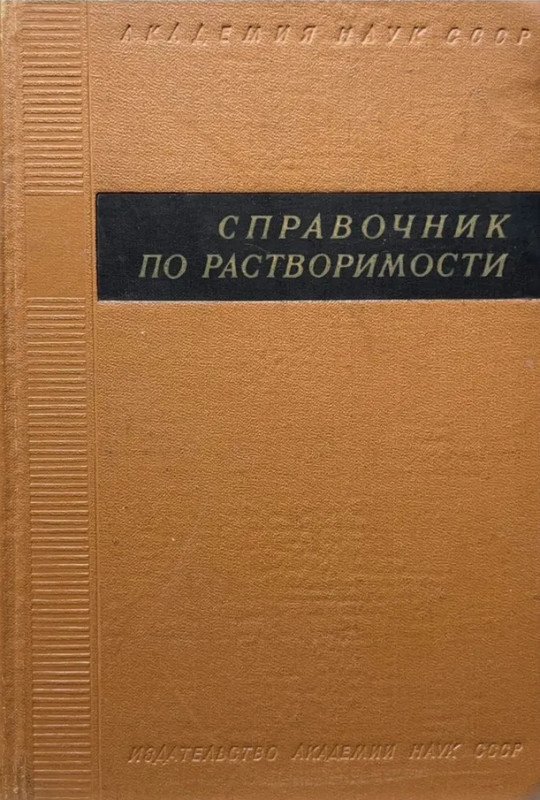 АКАДЕМИЯ НАУК СССР
СПРАВОЧНИК
ПО РАСТВОРИМОСТИ
ИЗДАТЕЛЬСТВО АКАДЕМИИ НАУК СССР